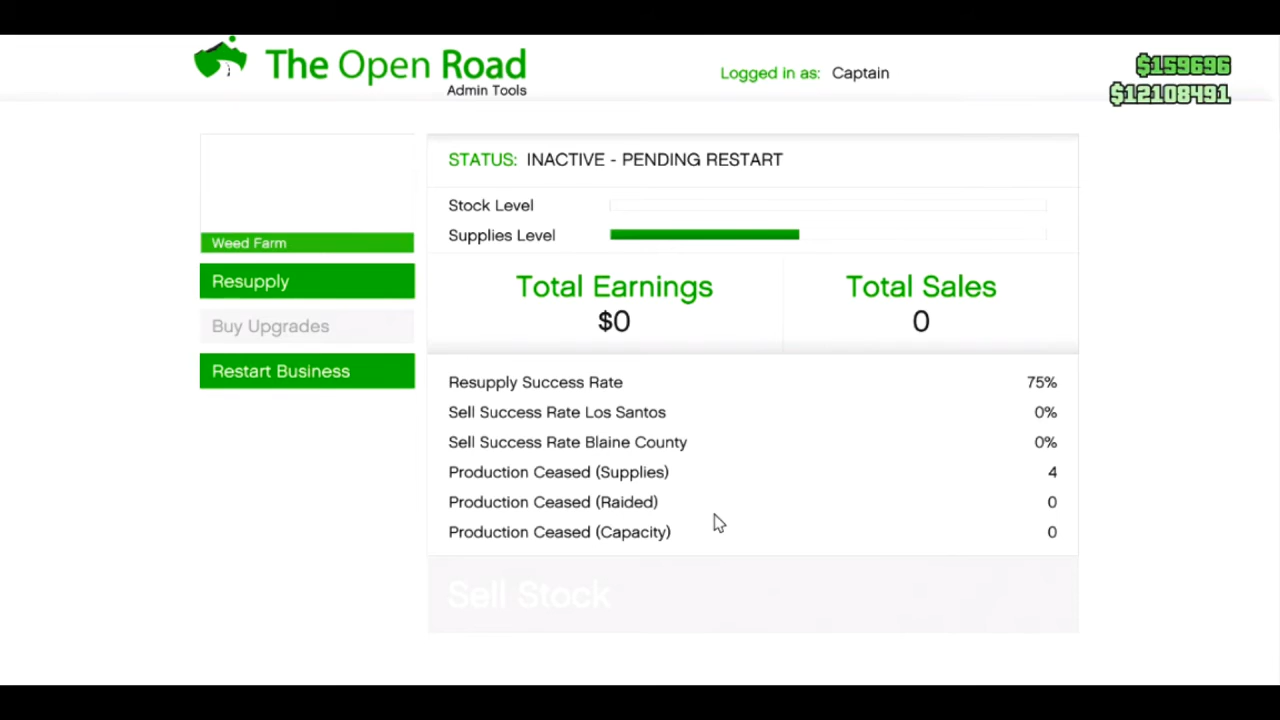 The Open Road
Admin Tools
Logged in as: Captain
$159696
$12108491
Weed Farm
Resupply
Buy Upgrades
Restart Business
STATUS: INACTIVE - PENDING RESTART
Stock Level
Supplies Level
Total Earnings
$0
Total Sales
0
Resupply Success Rate 75%
Sell Success Rate Los Santos 0%
Sell Success Rate Blaine County 0%
Production Ceased (Supplies) 4
Production Ceased (Raided) 0
Production Ceased (Capacity) 0
Sell Stock